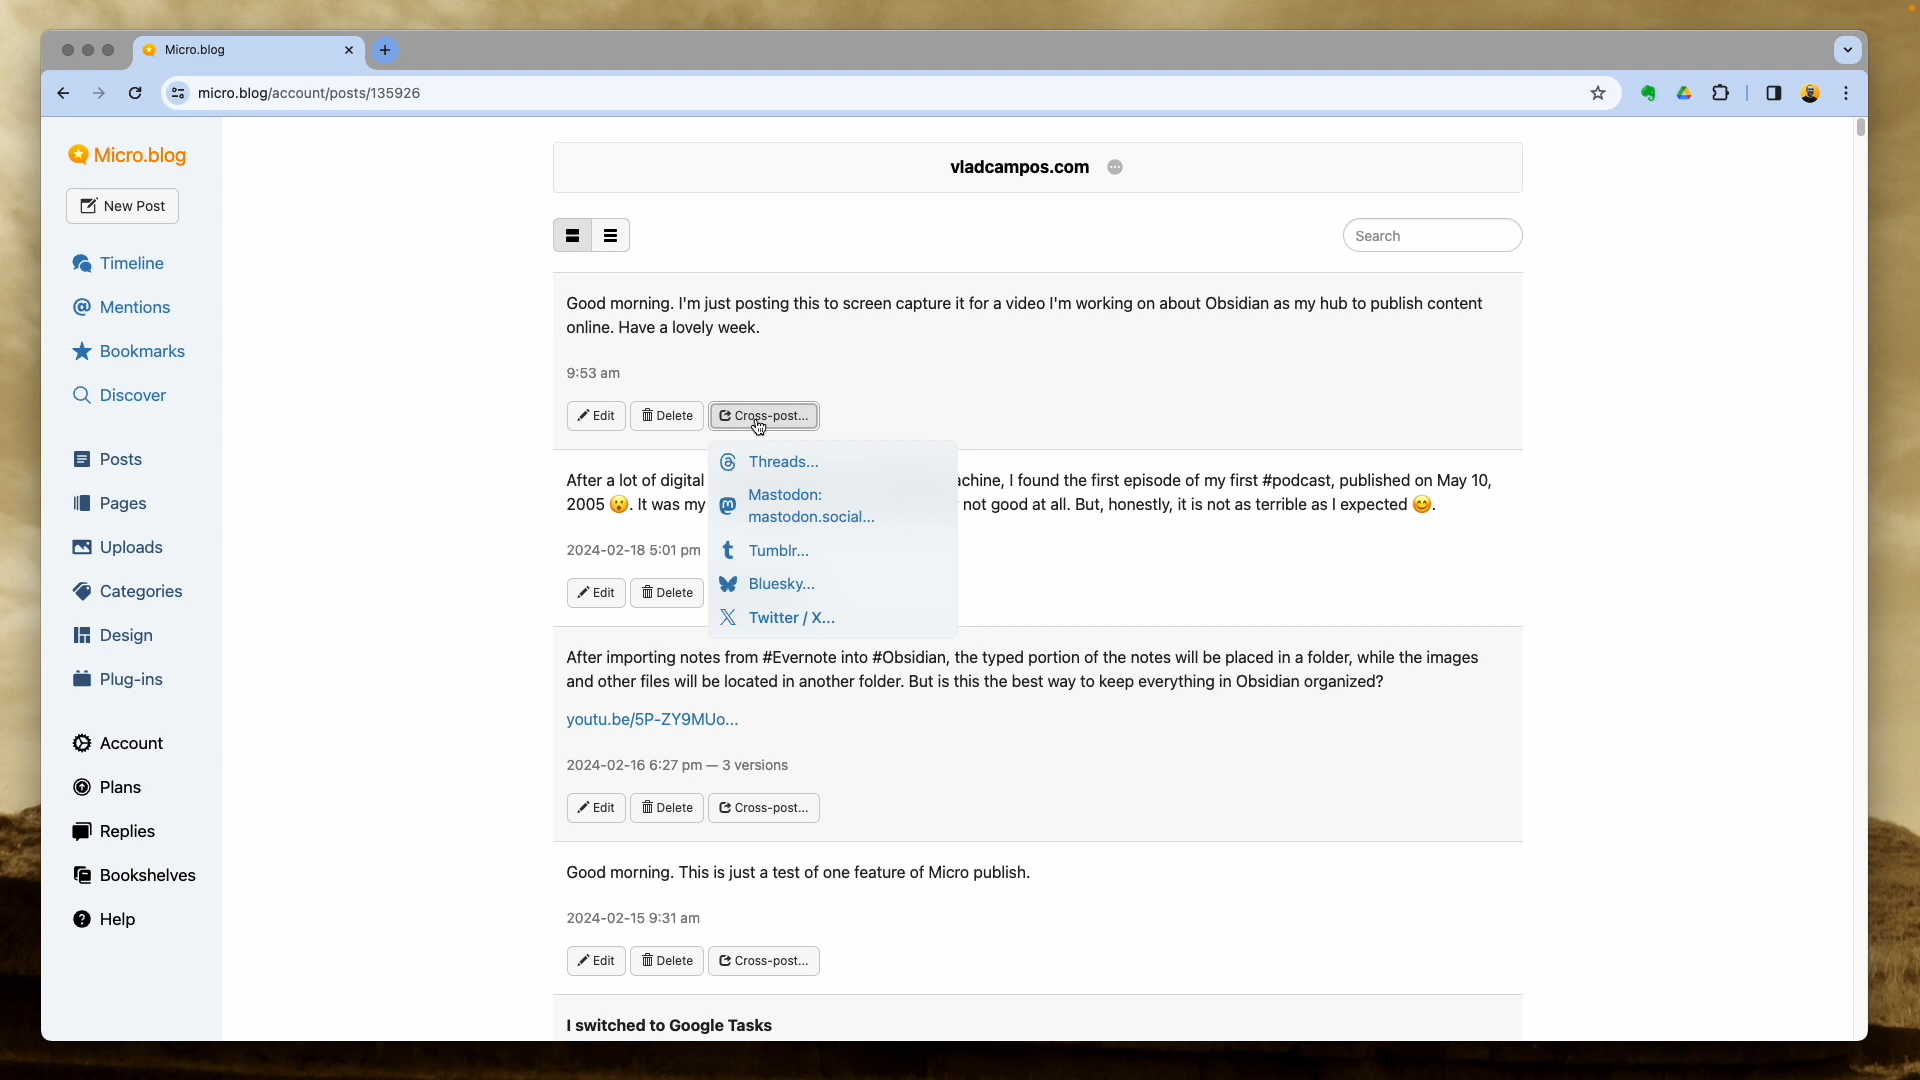 Micro.blog
micro.blog/account/posts/135926
Micro.blog
New Post
Timeline
Mentions
Bookmarks
Discover
Posts
Pages
Uploads
Categories
Design
Plug-ins
Account
Plans
Replies
Bookshelves
Help
vladcampos.com
Search
Good morning. I'm just posting this to screen capture it for a video I'm working on about Obsidian as my hub to publish content
online. Have a lovely week.
9:53 am
Edit Delete Cross-post...
Threads...
Mastodon:
mastodon.social...
Tumblr...
Bluesky...
Twitter / X...
After a lot of digital achine, I found the first episode of my first #podcast, published on May 10,
2005 😮. It was my not good at all. But, honestly, it is not as terrible as I expected 😊.
2024-02-18 5:01 pm
Edit Delete
After importing notes from #Evernote into #Obsidian, the typed portion of the notes will be placed in a folder, while the images
and other files will be located in another folder. But is this the best way to keep everything in Obsidian organized?
youtu.be/5P-ZY9MUo...
2024-02-16 6:27 pm — 3 versions
Edit Delete Cross-post...
Good morning. This is just a test of one feature of Micro publish.
2024-02-15 9:31 am
Edit Delete Cross-post...
I switched to Google Tasks